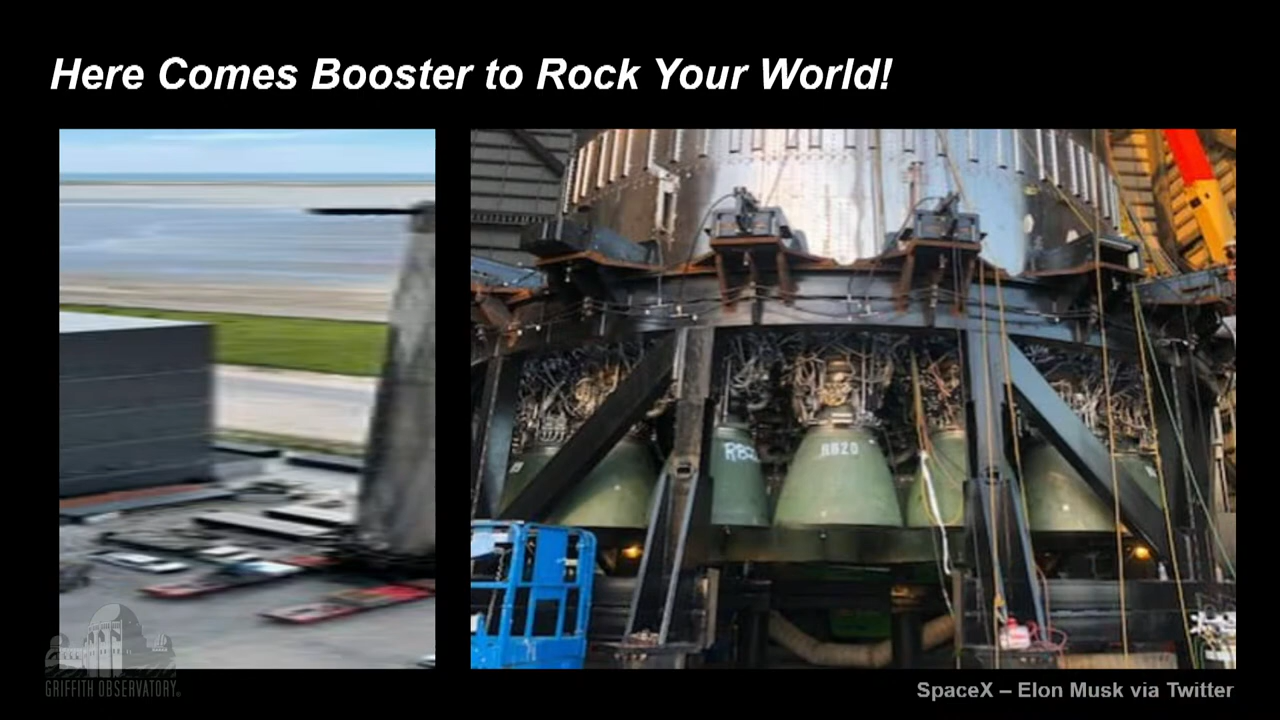 Here Comes Booster to Rock Your World!
RB20
GRIFFITH OBSERVATORY
SpaceX – Elon Musk via Twitter